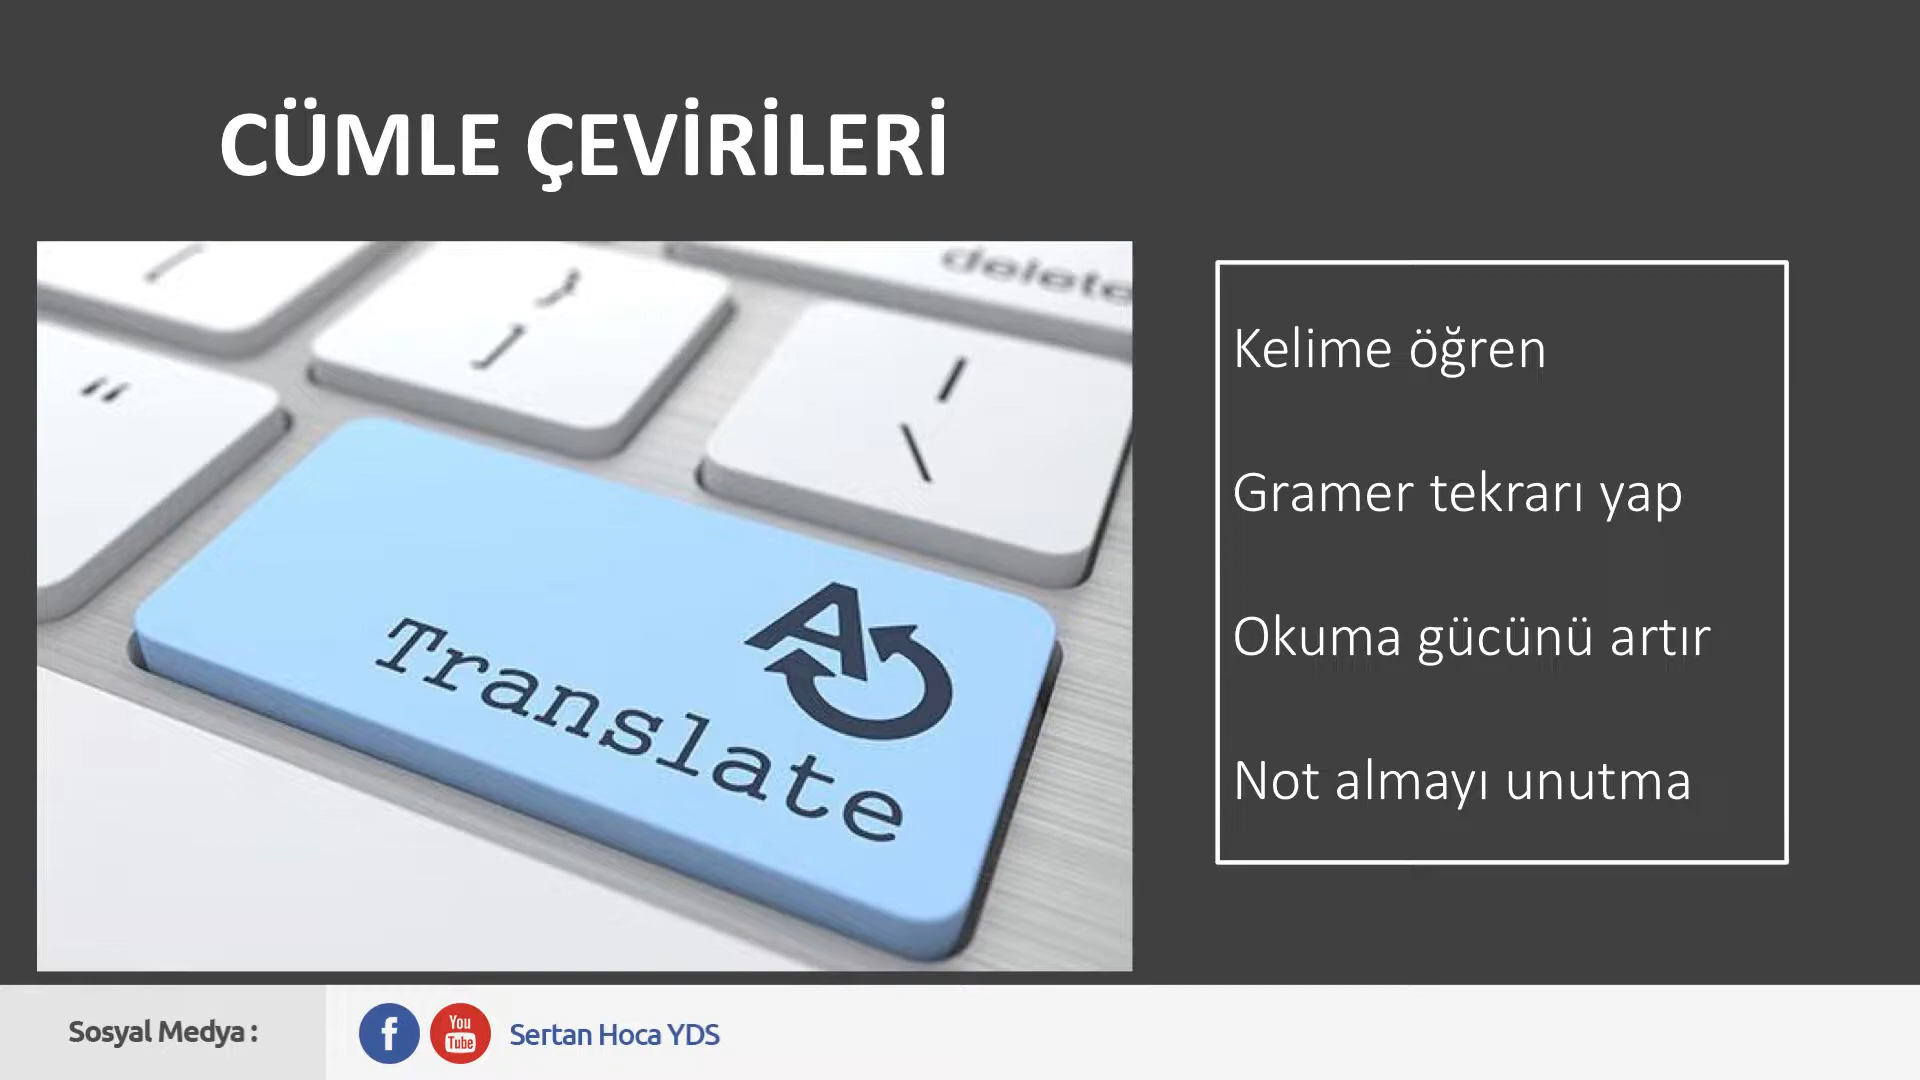 CÜMLE ÇEVİRİLERİ
delete
}
]
“
|
\
Translate
A
Kelime öğren
Gramer tekrarı yap
Okuma gücünü artır
Not almayı unutma
Sosyal Medya :
f
You
Tube
Sertan Hoca YDS